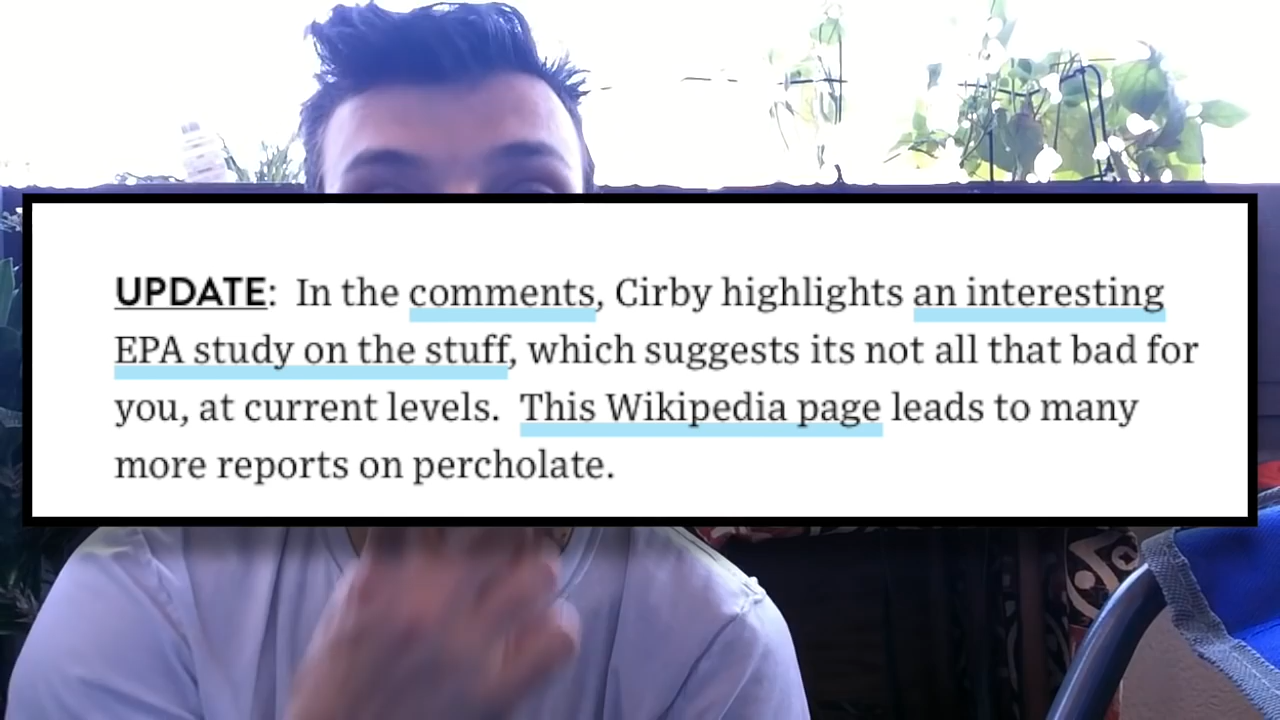 UPDATE: In the comments, Cirby highlights an interesting
EPA study on the stuff, which suggests its not all that bad for
you, at current levels. This Wikipedia page leads to many
more reports on percholate.